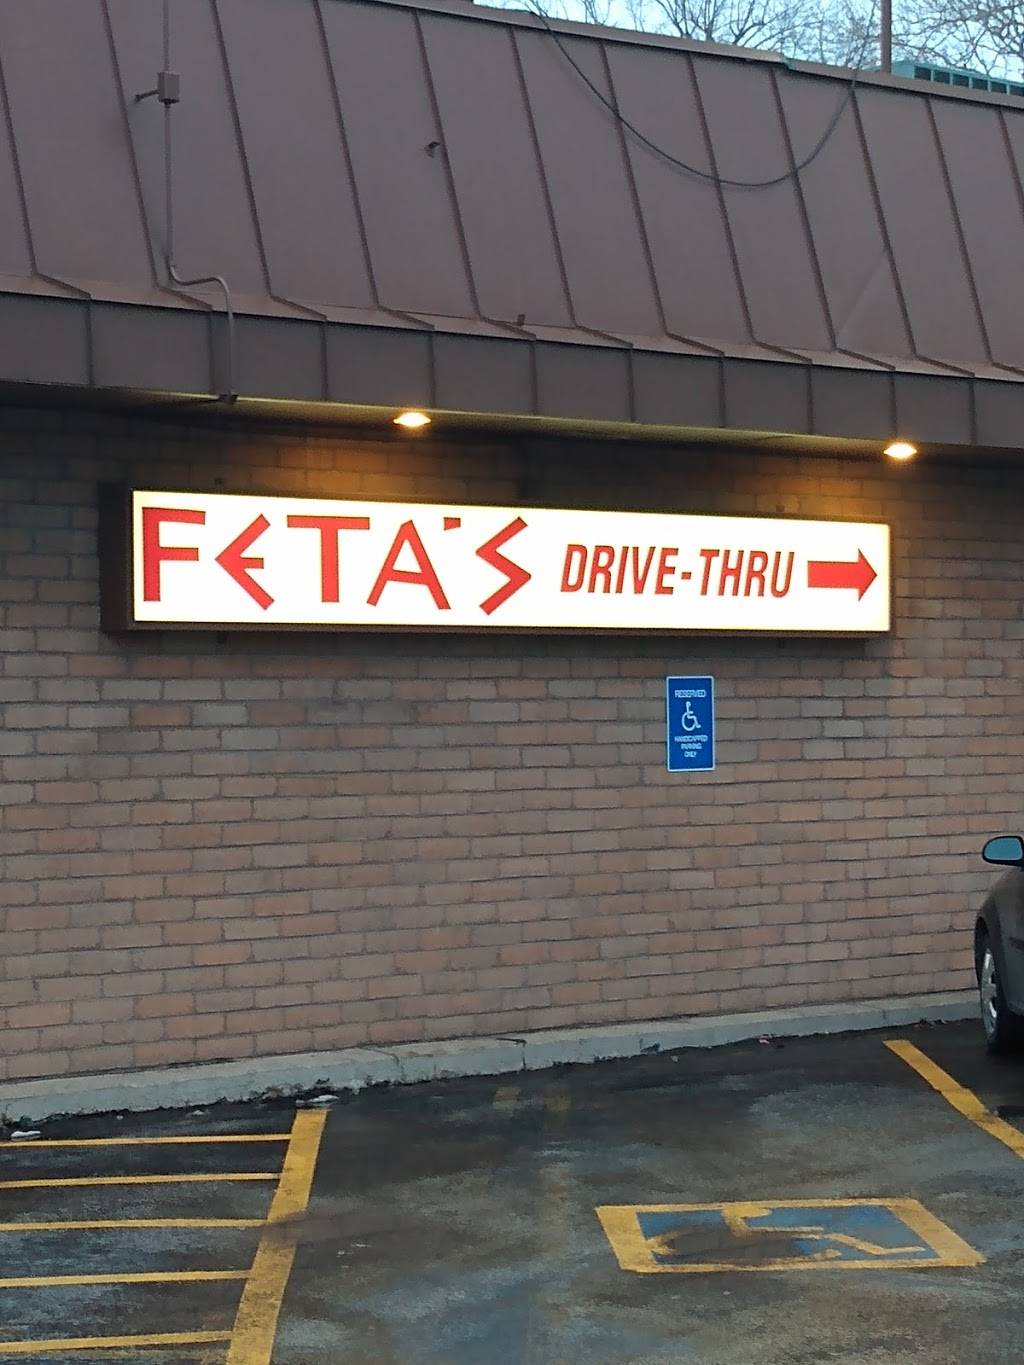 FETA'S DRIVE-THRU
RESERVED
HANDICAPPED
PARKING
ONLY